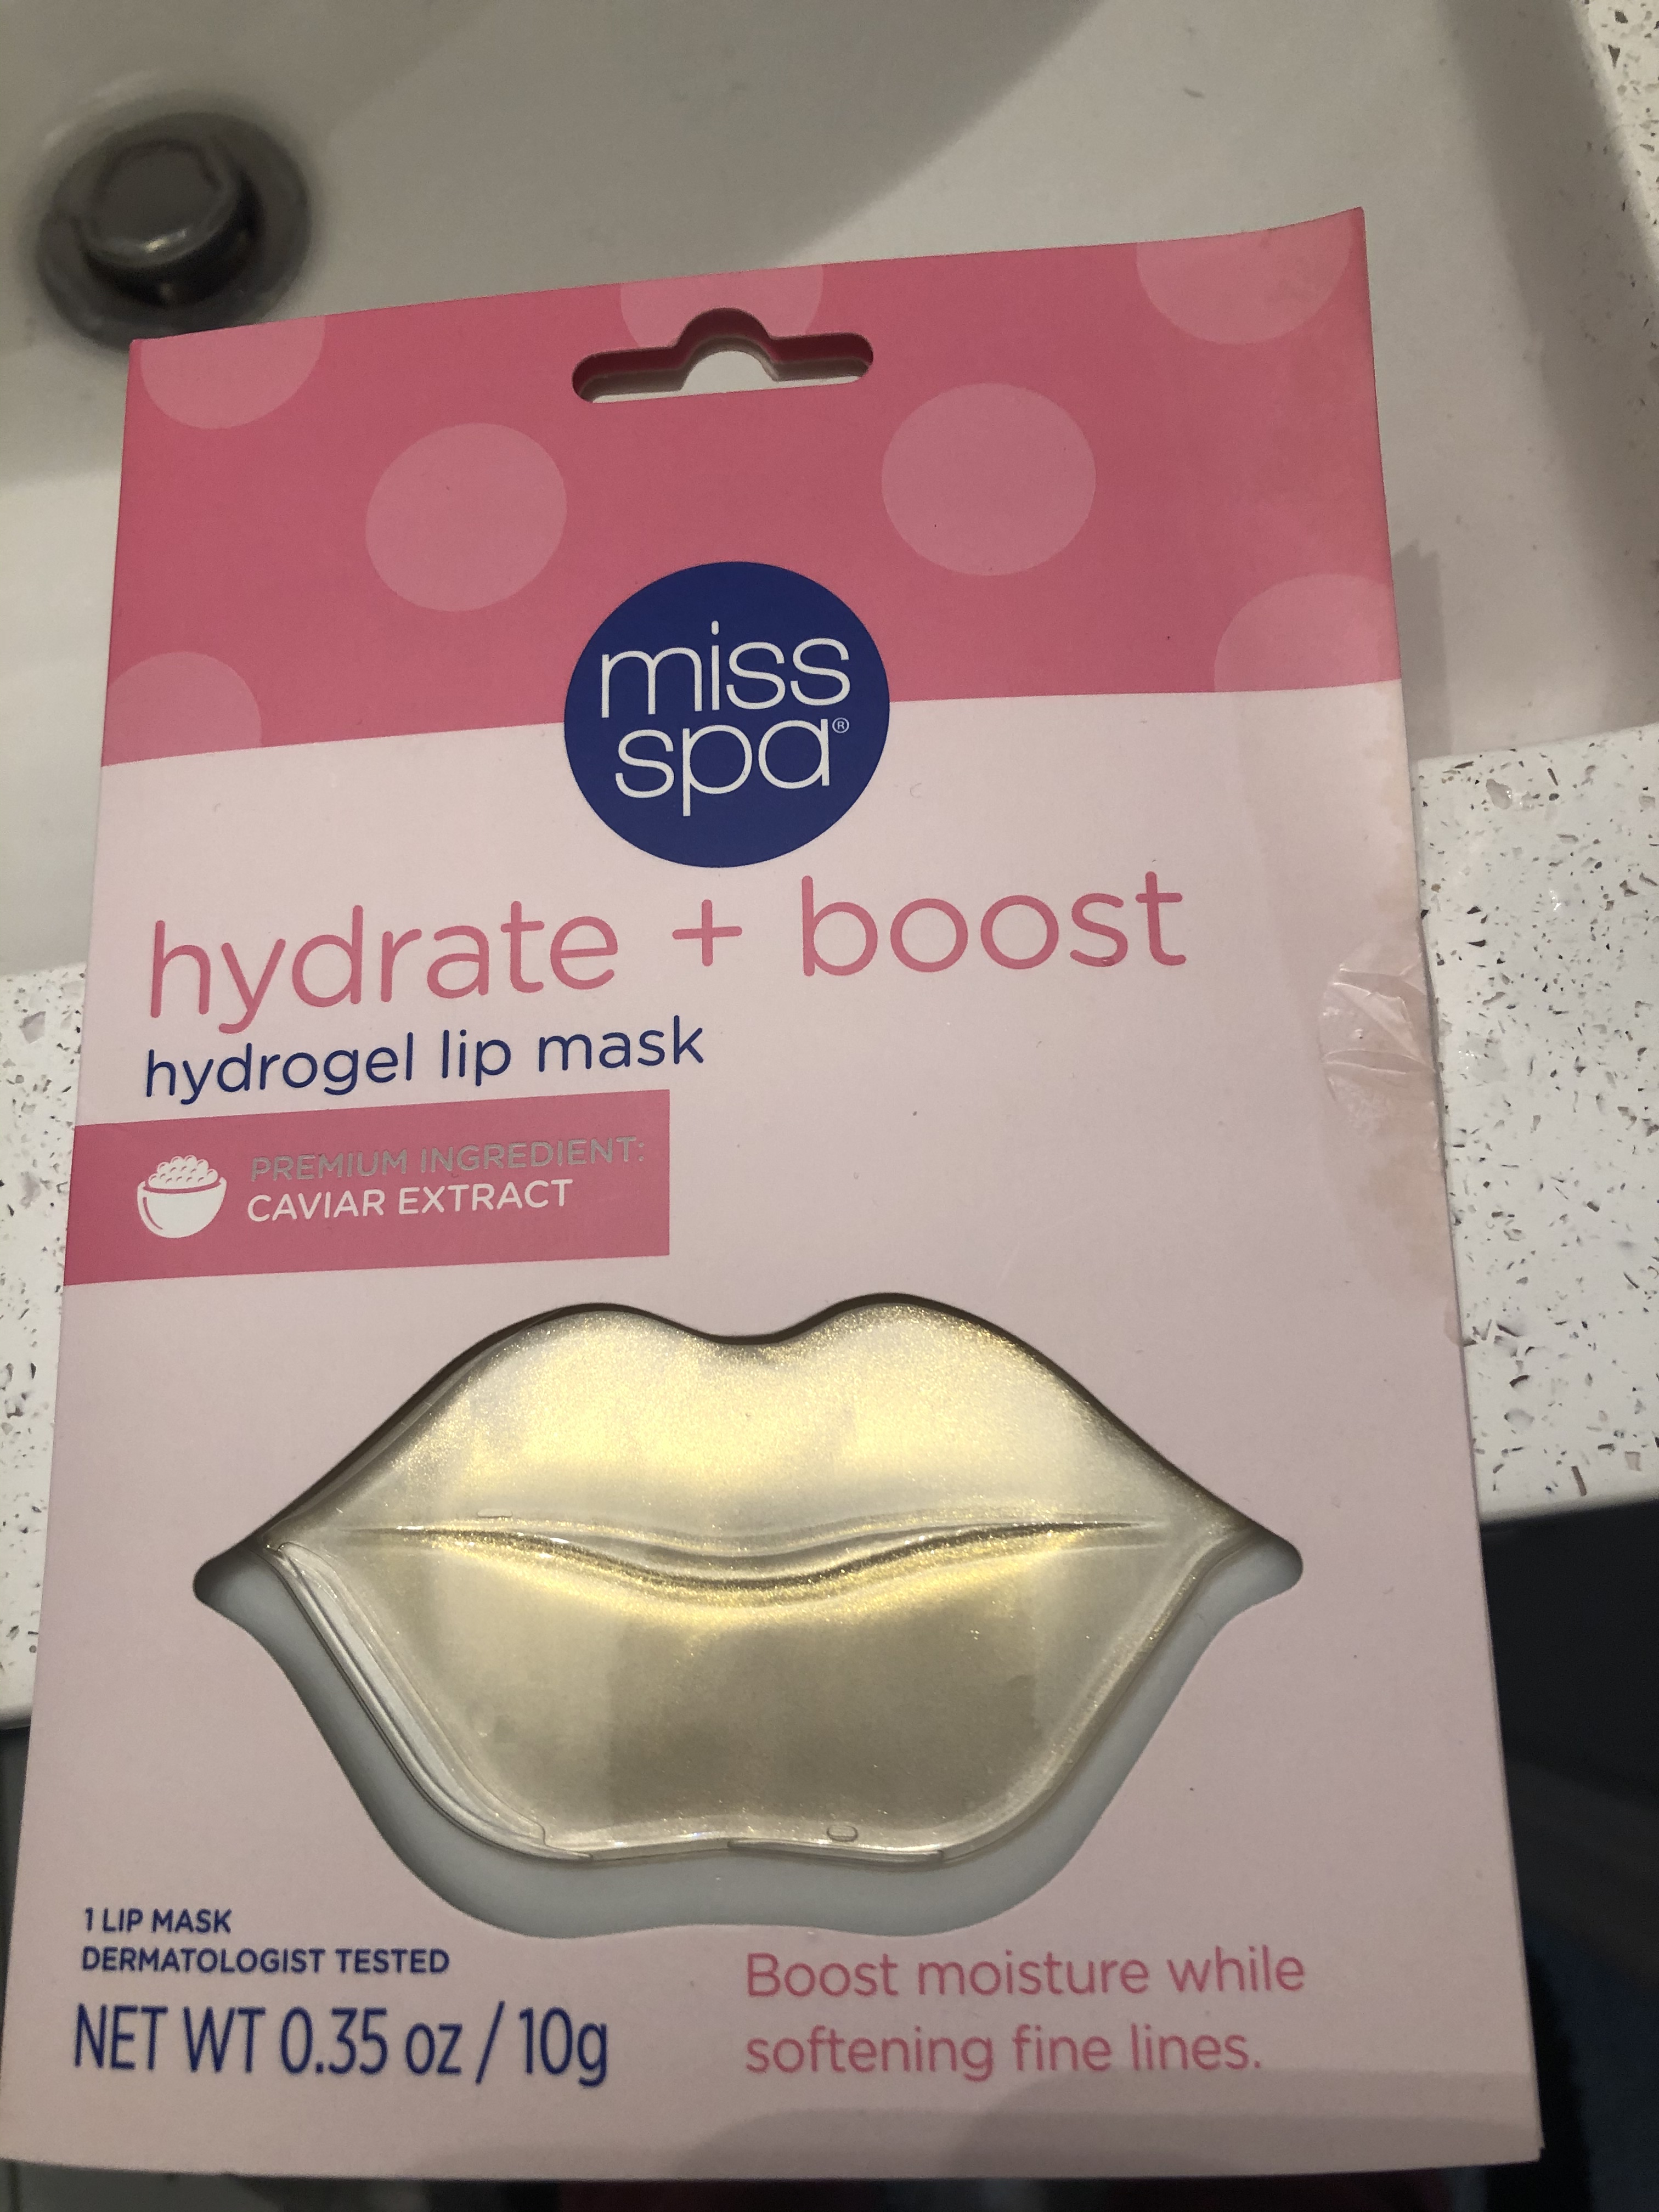 miss
spa®
hydrate + boost
hydrogel lip mask
PREMIUM INGREDIENT:
CAVIAR EXTRACT
1 LIP MASK
DERMATOLOGIST TESTED
NET WT 0.35 oz / 10g
Boost moisture while
softening fine lines.